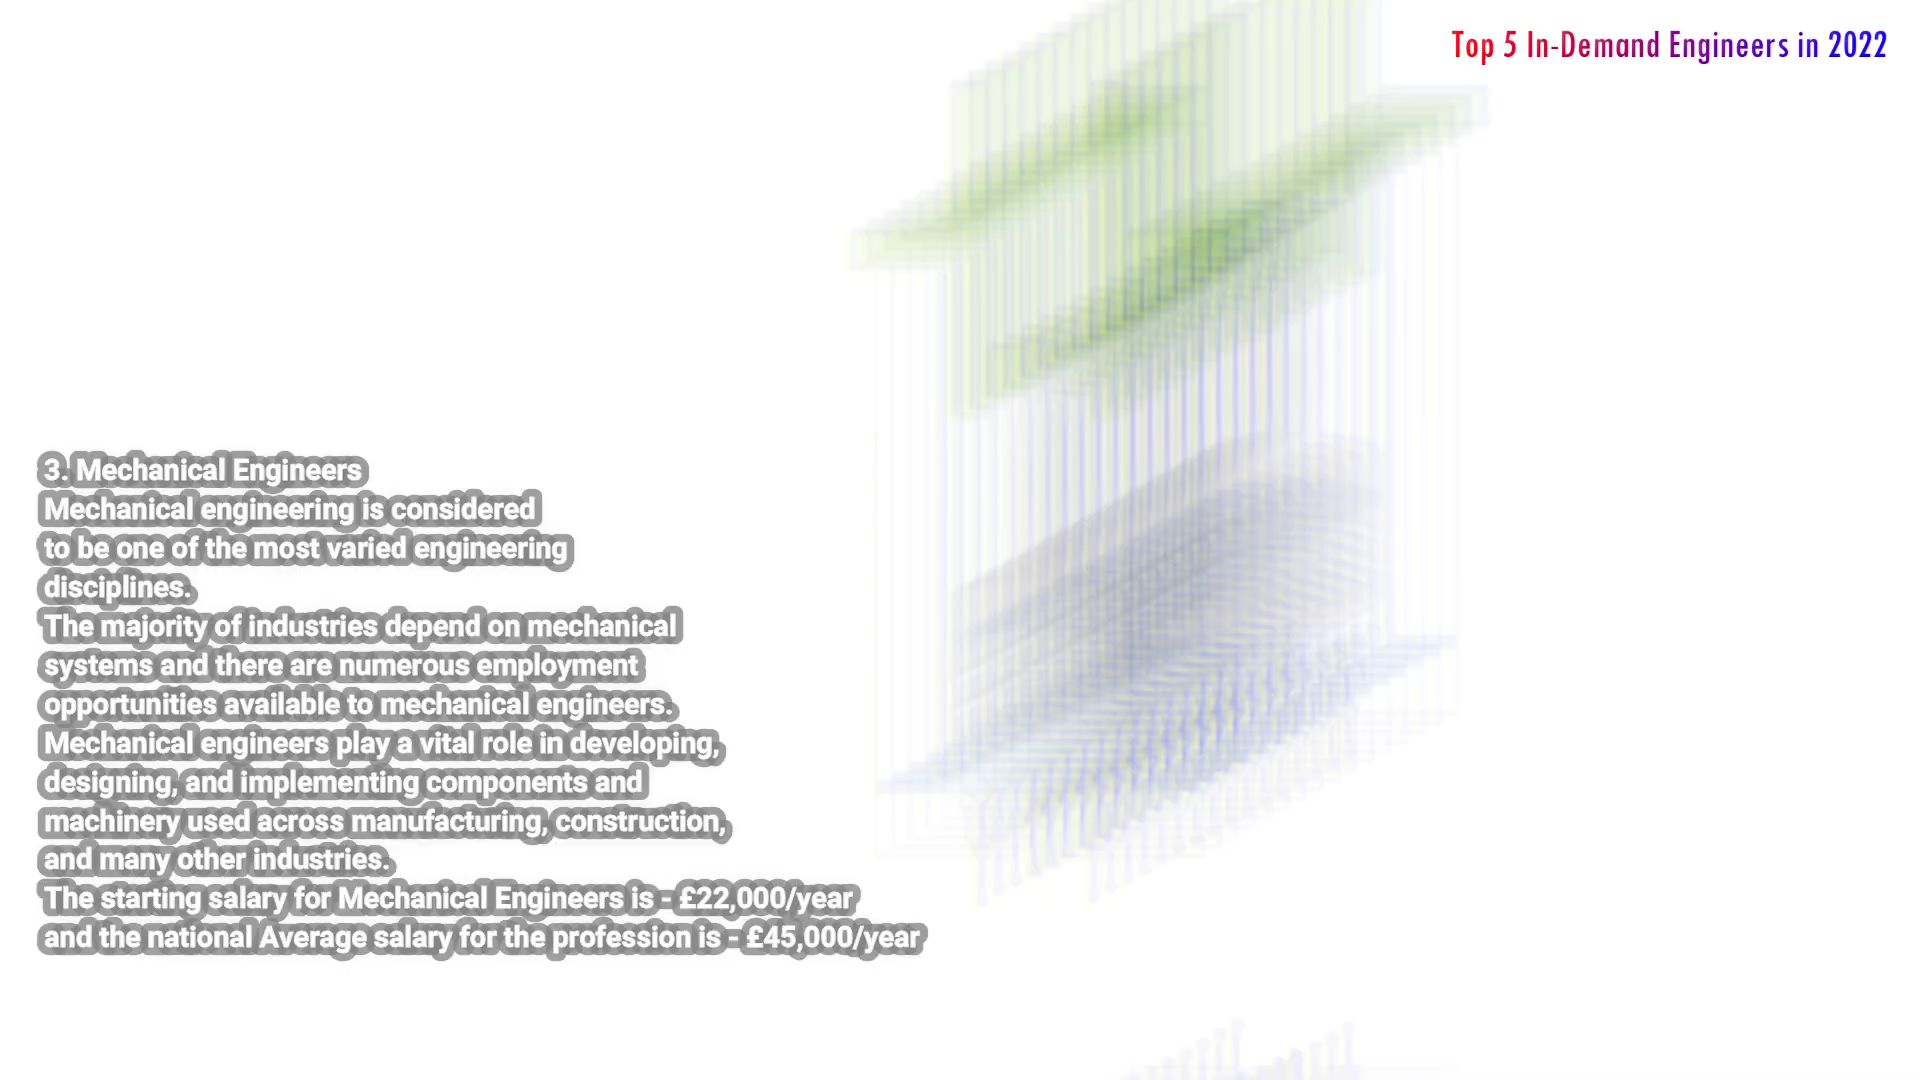 Top 5 In-Demand Engineers in 2022
3. Mechanical Engineers
Mechanical engineering is considered
to be one of the most varied engineering
disciplines.
The majority of industries depend on mechanical
systems and there are numerous employment
opportunities available to mechanical engineers.
Mechanical engineers play a vital role in developing,
designing, and implementing components and
machinery used across manufacturing, construction,
and many other industries.
The starting salary for Mechanical Engineers is - £22,000/year
and the national Average salary for the profession is - £45,000/year